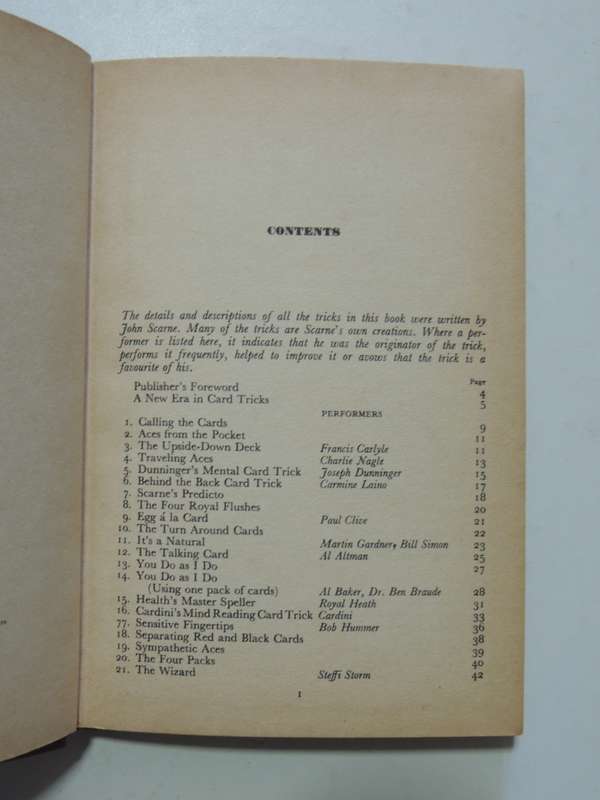 CONTENTS
The details and descriptions of all the tricks in this book were written by
John Scarne. Many of the tricks are Scarne's own creations. Where a per-
former is listed here, it indicates that he was the originator of the trick,
performs it frequently, helped to improve it or avows that the trick is a
favourite of his.
Page
Publisher's Foreword 4
A New Era in Card Tricks 5
PERFORMERS
1. Calling the Cards 9
2. Aces from the Pocket 11
3. The Upside-Down Deck Francis Carlyle 11
4. Traveling Aces Charlie Nagle 13
5. Dunninger's Mental Card Trick Joseph Dunninger 15
6. Behind the Back Card Trick Carmine Laino 17
7. Scarne's Predicto 18
8. The Four Royal Flushes 20
9. Egg á la Card Paul Clive 21
10. The Turn Around Cards 22
11. It's a Natural Martin Gardner, Bill Simon 23
12. The Talking Card Al Altman 25
13. You Do as I Do 27
14. You Do as I Do
(Using one pack of cards) Al Baker, Dr. Ben Braude 28
15. Health's Master Speller Royal Heath 31
16. Cardini's Mind Reading Card Trick Cardini 33
77. Sensitive Fingertips Bob Hummer 36
18. Separating Red and Black Cards 38
19. Sympathetic Aces 39
20. The Four Packs 40
21. The Wizard Steffi Storm 42
1